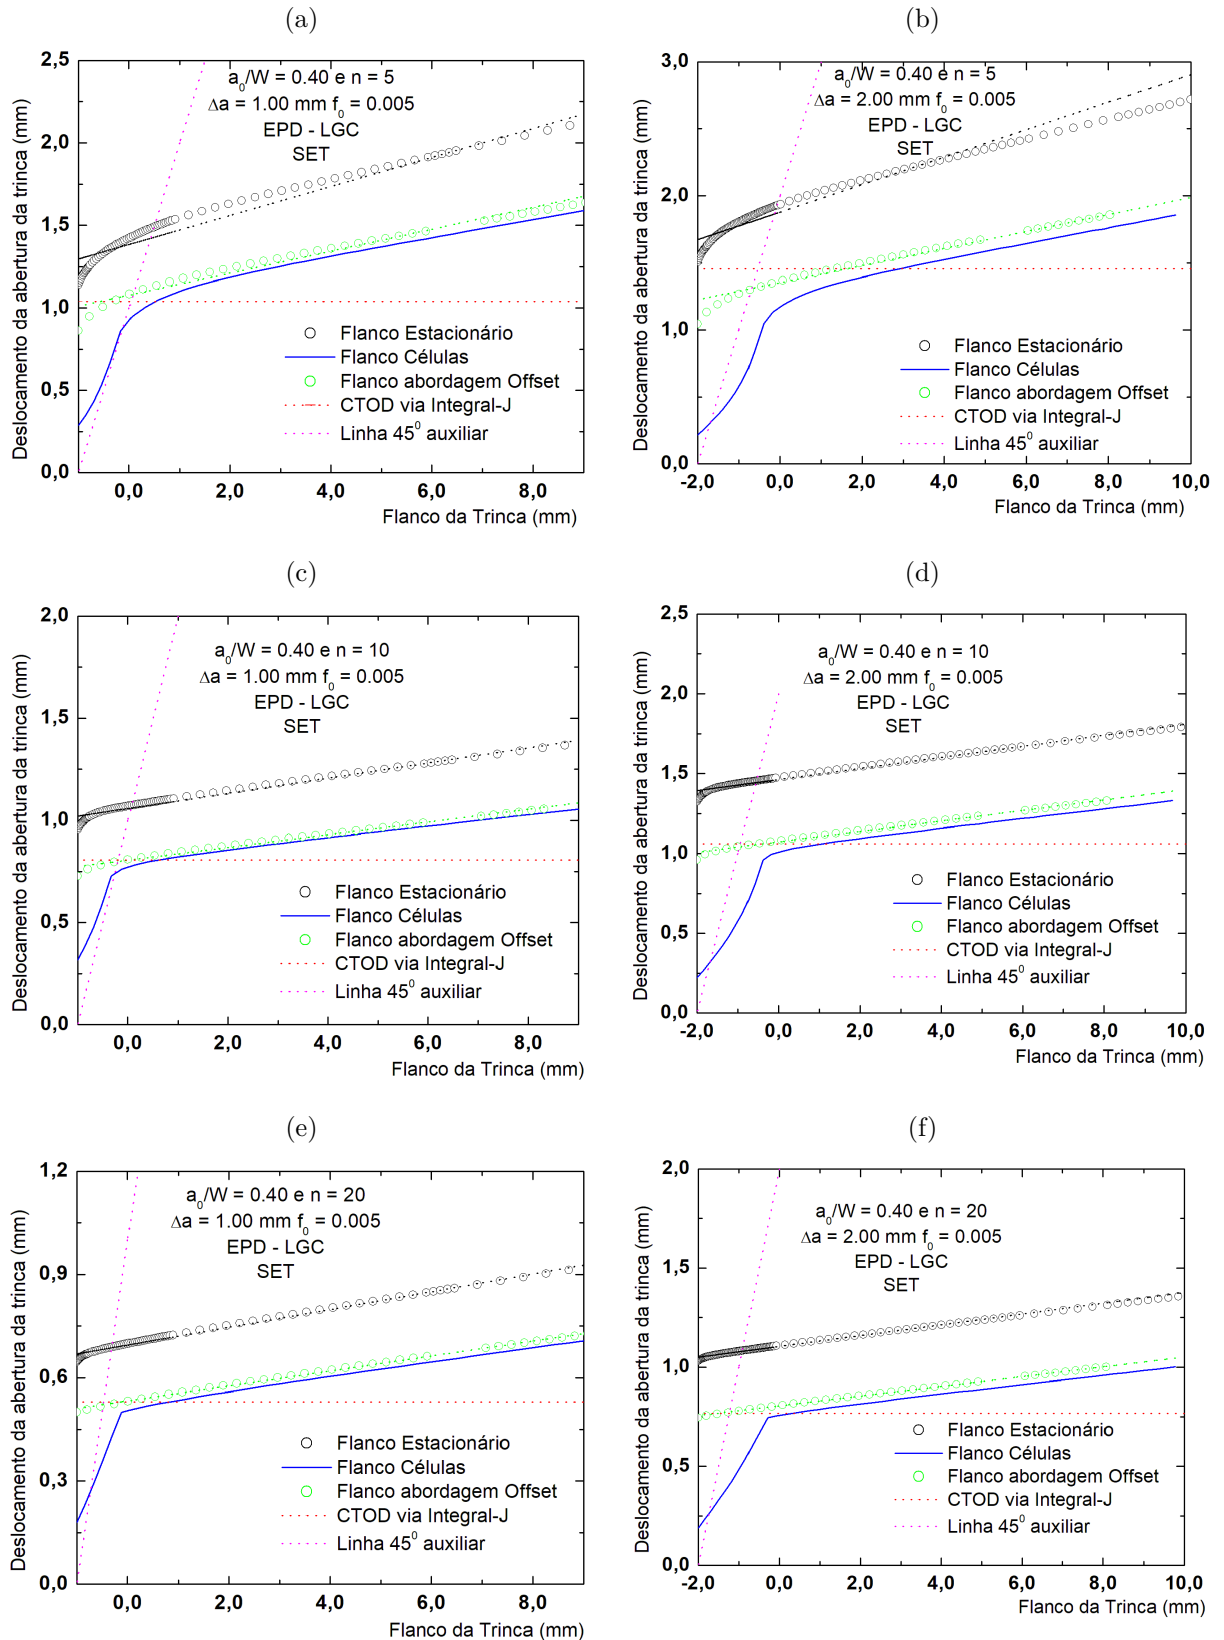 (a)
Deslocamento da abertura da trinca (mm)
2,5
2,0
1,5
1,0
0,5
0,0
a0/W = 0.40 e n = 5
Δa = 1.00 mm f0 = 0.005
EPD - LGC
SET
Flanco Estacionário
Flanco Células
Flanco abordagem Offset
CTOD via Integral-J
Linha 45⁰ auxiliar
0,0 2,0 4,0 6,0 8,0
Flanco da Trinca (mm)
(b)
Deslocamento da abertura da trinca (mm)
3,0
2,0
1,0
0,0
a0/W = 0.40 e n = 5
Δa = 2.00 mm f0 = 0.005
EPD - LGC
SET
Flanco Estacionário
Flanco Células
Flanco abordagem Offset
CTOD via Integral-J
Linha 45⁰ auxiliar
-2,0 0,0 2,0 4,0 6,0 8,0 10,0
Flanco da Trinca (mm)
(c)
Deslocamento da abertura da trinca (mm)
2,0
1,5
1,0
0,5
0,0
a0/W = 0.40 e n = 10
Δa = 1.00 mm f0 = 0.005
EPD - LGC
SET
Flanco Estacionário
Flanco Células
Flanco abordagem Offset
CTOD via Integral-J
Linha 45⁰ auxiliar
0,0 2,0 4,0 6,0 8,0
Flanco da Trinca (mm)
(d)
Deslocamento da abertura da trinca (mm)
2,5
2,0
1,5
1,0
0,5
0,0
a0/W = 0.40 e n = 10
Δa = 2.00 mm f0 = 0.005
EPD - LGC
SET
Flanco Estacionário
Flanco Células
Flanco abordagem Offset
CTOD via Integral-J
Linha 45⁰ auxiliar
-2,0 0,0 2,0 4,0 6,0 8,0 10,0
Flanco da Trinca (mm)
(e)
Deslocamento da abertura da trinca (mm)
1,2
0,9
0,6
0,3
0,0
a0/W = 0.40 e n = 20
Δa = 1.00 mm f0 = 0.005
EPD - LGC
SET
Flanco Estacionário
Flanco Células
Flanco abordagem Offset
CTOD via Integral-J
Linha 45⁰ auxiliar
0,0 2,0 4,0 6,0 8,0
Flanco da Trinca (mm)
(f)
Deslocamento da abertura da trinca (mm)
2,0
1,5
1,0
0,5
0,0
a0/W = 0.40 e n = 20
Δa = 2.00 mm f0 = 0.005
EPD - LGC
SET
Flanco Estacionário
Flanco Células
Flanco abordagem Offset
CTOD via Integral-J
Linha 45⁰ auxiliar
-2,0 0,0 2,0 4,0 6,0 8,0 10,0
Flanco da Trinca (mm)